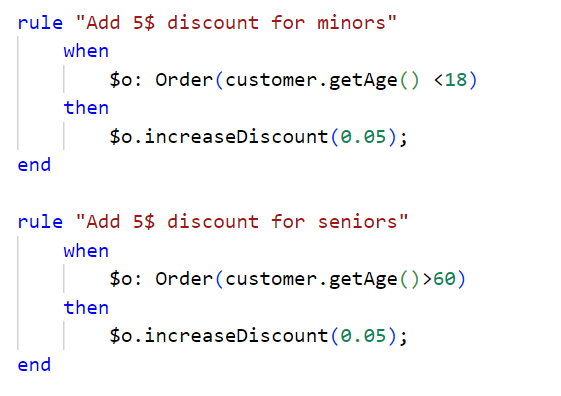 rule "Add 5$ discount for minors"
    when
        $o: Order(customer.getAge() <18)
    then
        $o.increaseDiscount(0.05);
end

rule "Add 5$ discount for seniors"
    when
        $o: Order(customer.getAge()>60)
    then
        $o.increaseDiscount(0.05);
end